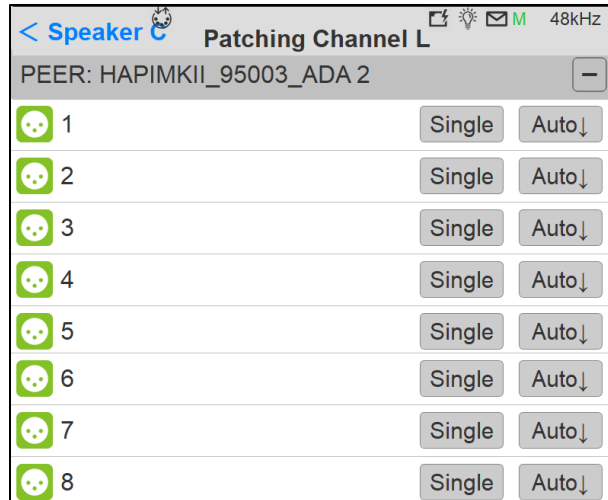 < Speaker C Patching Channel L M 48kHz
PEER: HAPIMKII_95003_ADA 2 −
1 Single Auto↓
2 Single Auto↓
3 Single Auto↓
4 Single Auto↓
5 Single Auto↓
6 Single Auto↓
7 Single Auto↓
8 Single Auto↓